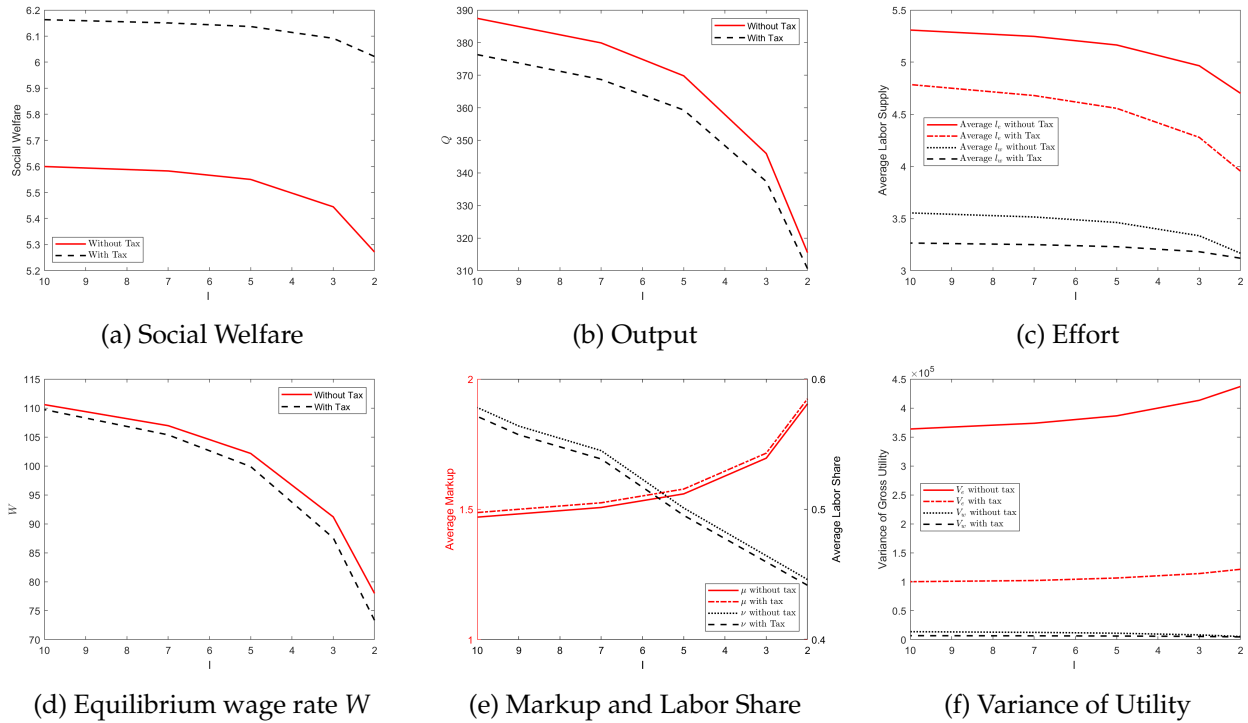 6.2
6.1
6
5.9
5.8
5.7
5.6
5.5
5.4
5.3
5.2
Social Welfare
Without Tax
With Tax
10 9 8 7 6 5 4 3 2
I
(a) Social Welfare
390
380
370
360
350
340
330
320
310
Q
Without Tax
With Tax
10 9 8 7 6 5 4 3 2
I
(b) Output
5.5
5
4.5
4
3.5
3
Average Labor Supply
Average l_e without Tax
Average l_e with Tax
Average l_w without Tax
Average l_w with Tax
10 9 8 7 6 5 4 3 2
I
(c) Effort
115
110
105
100
95
90
85
80
75
70
W
Without Tax
With Tax
10 9 8 7 6 5 4 3 2
I
(d) Equilibrium wage rate W
2
1.5
1
Average Markup
0.6
0.5
0.4
Average Labor Share
μ without tax
μ with tax
ν without tax
ν with Tax
10 9 8 7 6 5 4 3 2
I
(e) Markup and Labor Share
×10^5
4.5
4
3.5
3
2.5
2
1.5
1
0.5
0
Variance of Gross Utility
V_e without tax
V_e with tax
V_w without tax
V_w with tax
10 9 8 7 6 5 4 3 2
I
(f) Variance of Utility